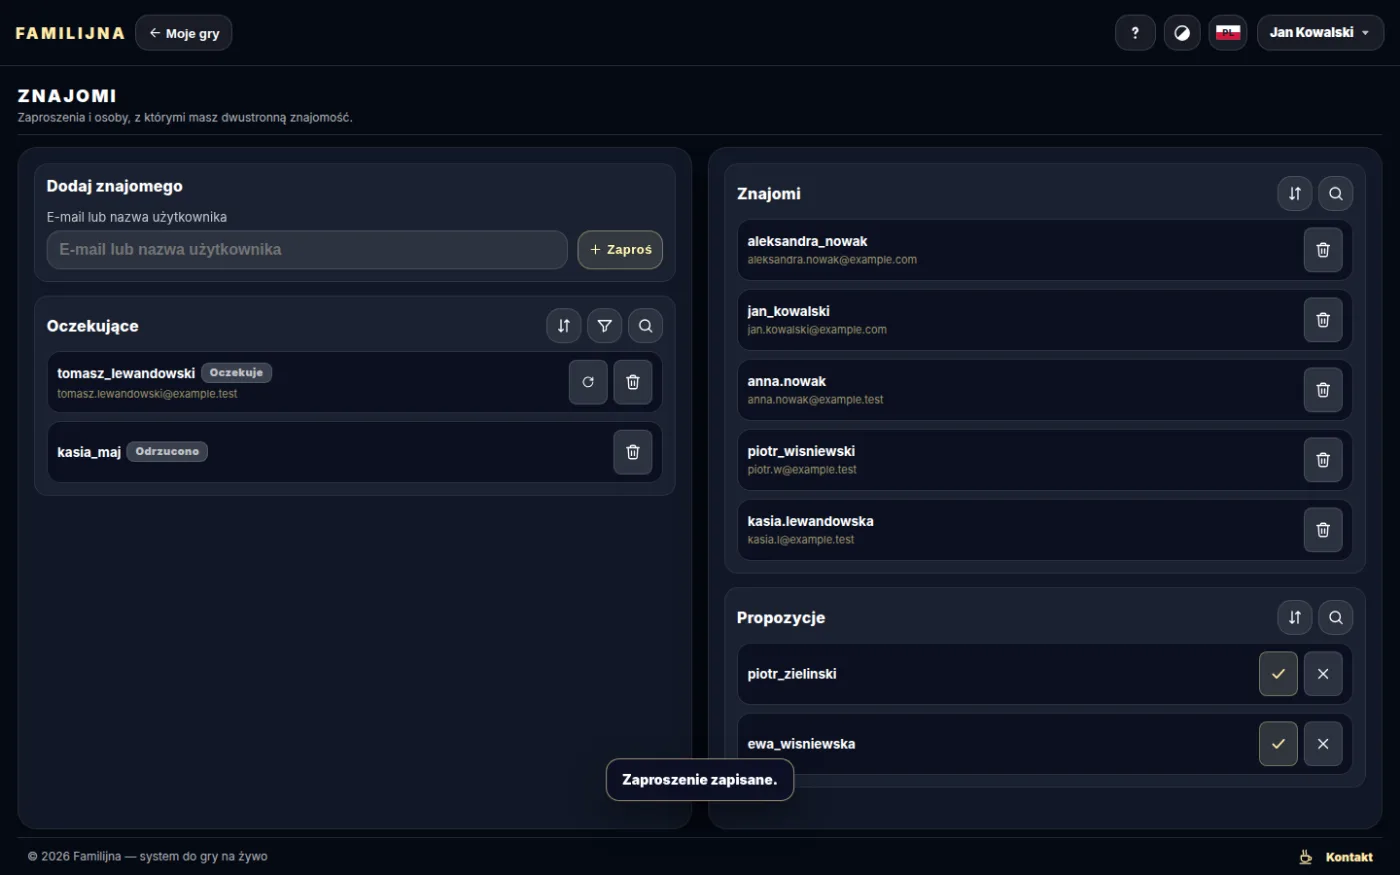 FAMILIJNA
← Moje gry
?
PL
Jan Kowalski
ZNAJOMI
Zaproszenia i osoby, z którymi masz dwustronną znajomość.
Dodaj znajomego
E-mail lub nazwa użytkownika
E-mail lub nazwa użytkownika
+ Zaproś
Oczekujące
tomasz_lewandowski Oczekuje
tomasz.lewandowski@example.test
kasia_maj Odrzucono
Znajomi
aleksandra_nowak
aleksandra.nowak@example.com
jan_kowalski
jan.kowalski@example.com
anna.nowak
anna.nowak@example.test
piotr_wisniewski
piotr.w@example.test
kasia.lewandowska
kasia.l@example.test
Propozycje
piotr_zielinski
ewa_wisniewska
Zaproszenie zapisane.
© 2026 Familijna — system do gry na żywo
Kontakt